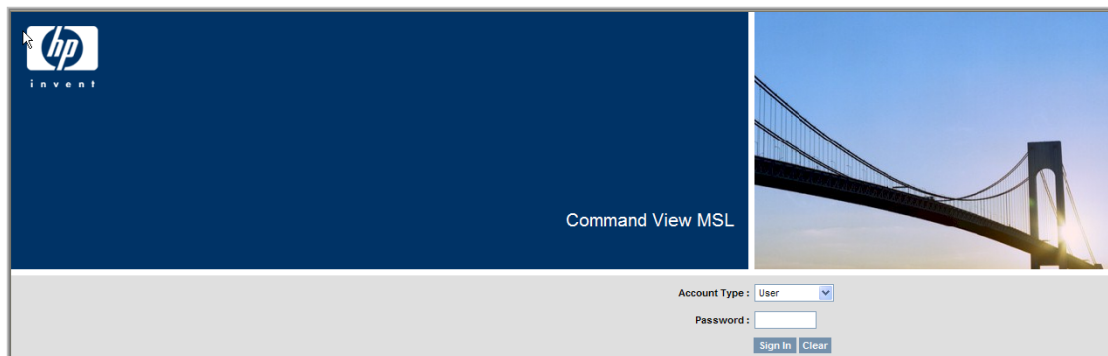 hp
invent
Command View MSL
Account Type : User
Password :
Sign In Clear